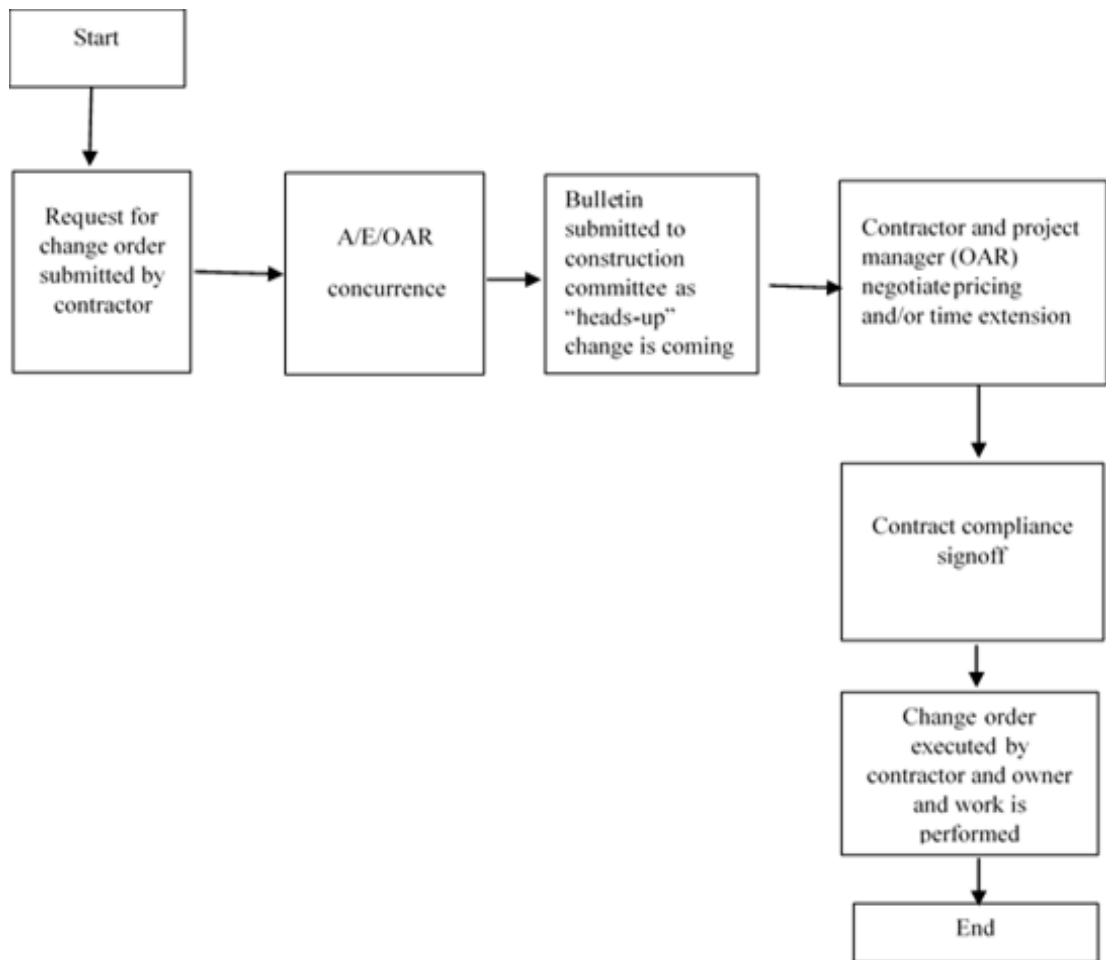 Start
Request for
change order
submitted by
contractor
A/E/OAR
concurrence
Bulletin
submitted to
construction
committee as
“heads-up”
change is coming
Contractor and project
manager (OAR)
negotiate pricing
and/or time extension
Contract compliance
signoff
Change order
executed by
contractor and owner
and work is
performed
End